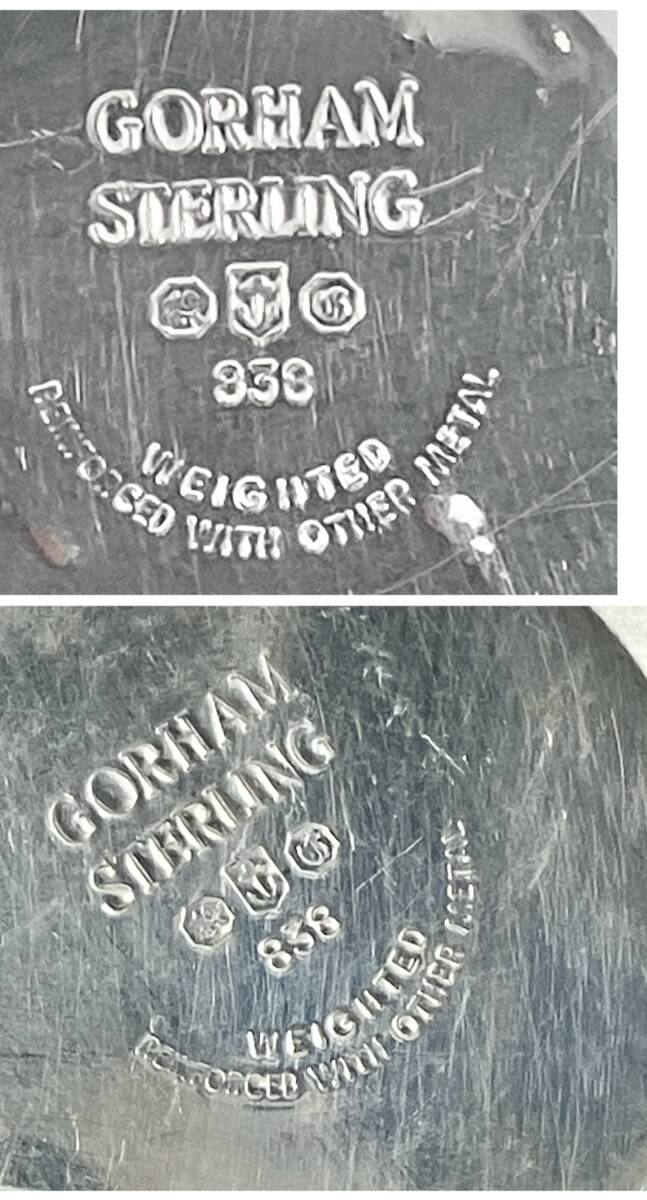 GORHAM
STERLING
838
WEIGHTED
REINFORCED WITH OTHER METAL
GORHAM
STERLING
838
WEIGHTED
REINFORCED WITH OTHER METAL